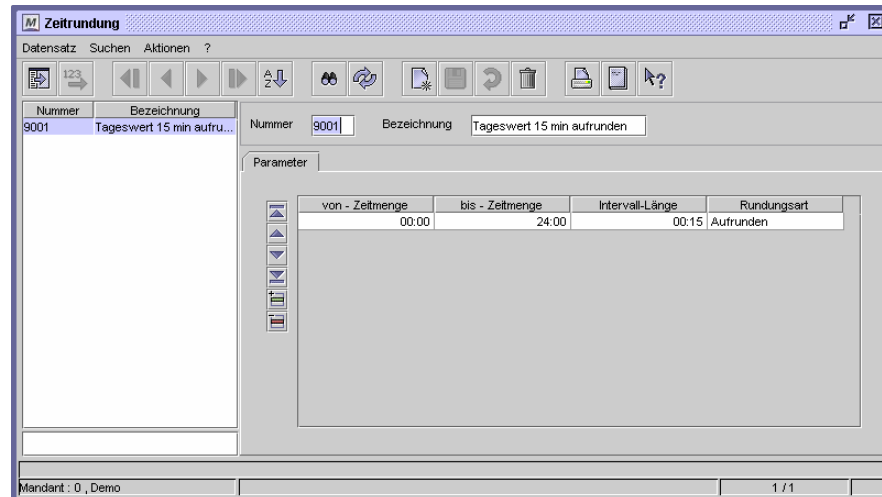 M Zeitrundung
Datensatz Suchen Aktionen ?
123 A Z ?
Nummer Bezeichnung
9001 Tageswert 15 min aufru...
Nummer 9001 Bezeichnung Tageswert 15 min aufrunden
Parameter
von - Zeitmenge bis - Zeitmenge Intervall-Länge Rundungsart
00:00 24:00 00:15 Aufrunden
Mandant : 0 , Demo 1 / 1